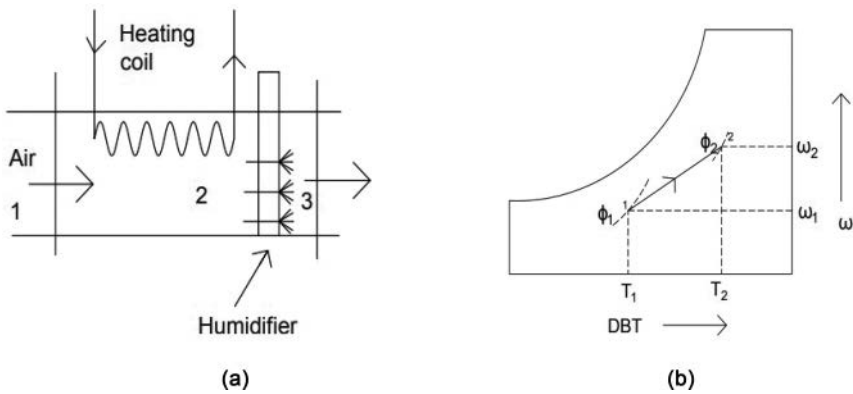 Heating
coil
Air
1
2
3
Humidifier
(a)
ϕ₂ 2
ω₂
ϕ₁ 1
ω₁
ω
T₁ T₂
DBT
(b)